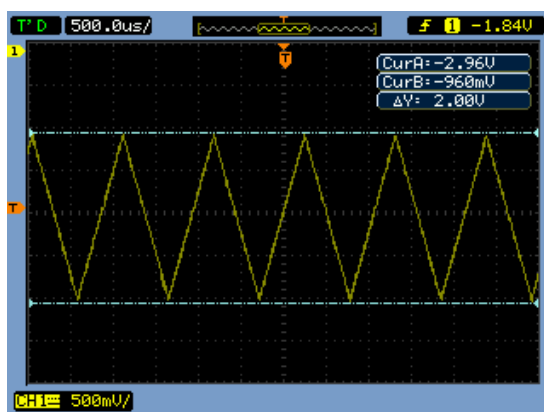 T'D 500.0us/ T f 1 -1.84V
1
T
CurA:-2.96V
CurB:-960mV
ΔY: 2.00V
T
CH1 500mV/